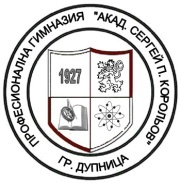 ПРОФЕСИОНАЛНА ГИМНАЗИЯ "АКАД. СЕРГЕЙ П. КОРОЛЬОВ"
1927
ГР. ДУПНИЦА